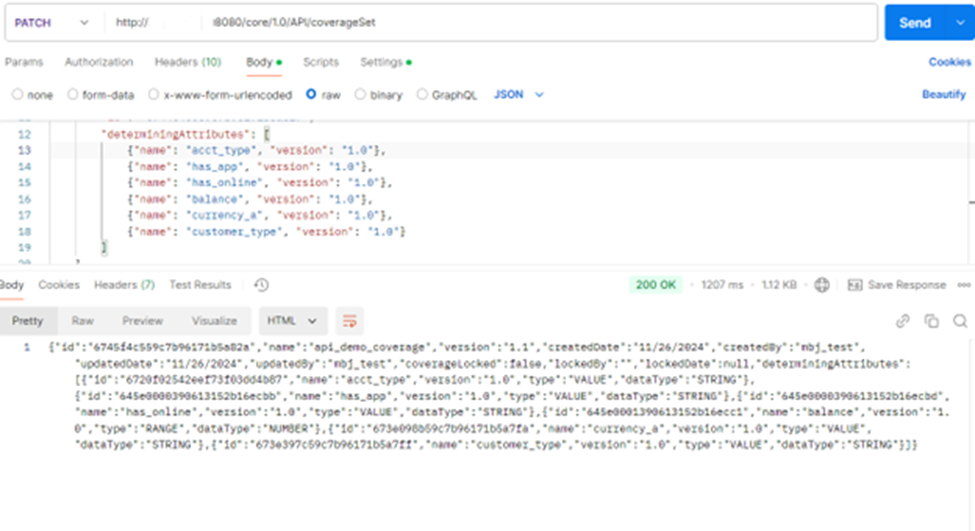 PATCH http:// :8080/core/1.0/API/coverageSet Send
Params Authorization Headers (10) Body Scripts Settings Cookies
none form-data x-www-form-urlencoded raw binary GraphQL JSON Beautify
12 "determiningAttributes": [
13 {"name": "acct_type", "version": "1.0"},
14 {"name": "has_app", "version": "1.0"},
15 {"name": "has_online", "version": "1.0"},
16 {"name": "balance", "version": "1.0"},
17 {"name": "currency_a", "version": "1.0"},
18 {"name": "customer_type", "version": "1.0"}
19 ]
Body Cookies Headers (7) Test Results 200 OK 1207 ms 1.12 KB Save Response
Pretty Raw Preview Visualize HTML
1 {"id":"6745f4c559c7b96171b5a82a","name":"api_demo_coverage","version":"1.1","createdDate":"11/26/2024","createdBy":"mbj_test",
"updatedDate":"11/26/2024","updatedBy":"mbj_test","coverageLocked":false,"lockedBy":"","lockedDate":null,"determiningAttributes":
[{"id":"6720f02542eef73f03dd4b07","name":"acct_type","version":"1.0","type":"VALUE","dataType":"STRING"},
{"id":"645e0000390613152b16ecbb","name":"has_app","version":"1.0","type":"VALUE","dataType":"STRING"},{"id":"645e0000390613152b16ecbd",
"name":"has_online","version":"1.0","type":"VALUE","dataType":"STRING"},{"id":"645e0001390613152b16ecc1","name":"balance","version":"1.
0","type":"RANGE","dataType":"NUMBER"},{"id":"673e098b59c7b96171b5a7fa","name":"currency_a","version":"1.0","type":"VALUE",
"dataType":"STRING"},{"id":"673e397c59c7b96171b5a7ff","name":"customer_type","version":"1.0","type":"VALUE","dataType":"STRING"}]}